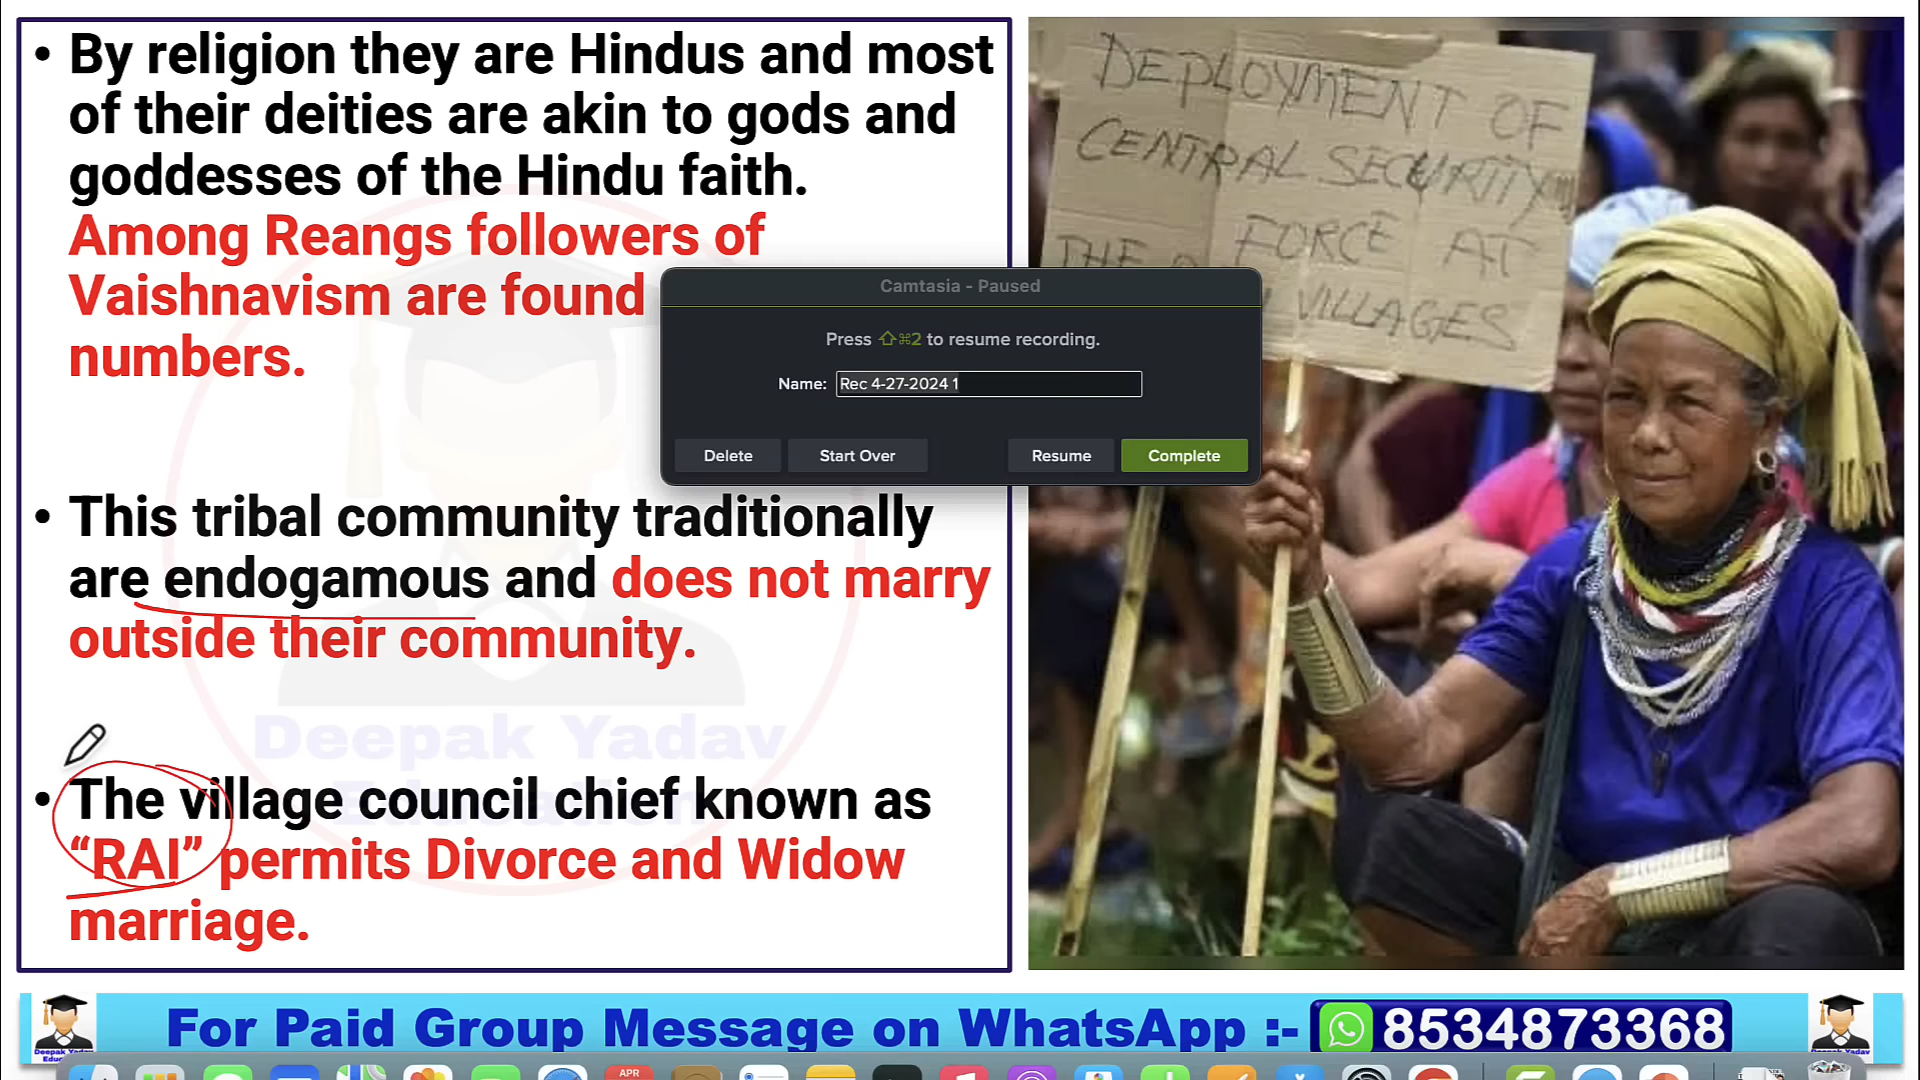 • By religion they are Hindus and most
of their deities are akin to gods and
goddesses of the Hindu faith.
Among Reangs followers of
Vaishnavism are found
numbers.
• This tribal community traditionally
are endogamous and does not marry
outside their community.
• The village council chief known as
“RAI” permits Divorce and Widow
marriage.
Deepak Yadav
DEPLOYMENT OF
CENTRAL SECURITY
FORCE AT
THE
VILLAGES
Camtasia - Paused
Press ⇧⌘2 to resume recording.
Name: Rec 4-27-2024 1
Delete Start Over Resume Complete
For Paid Group Message on WhatsApp :- 8534873368
APR